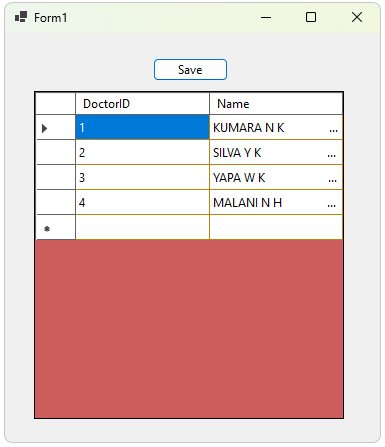 Form1
Save
DoctorID Name
1 KUMARA N K ...
2 SILVA Y K ...
3 YAPA W K ...
4 MALANI N H ...